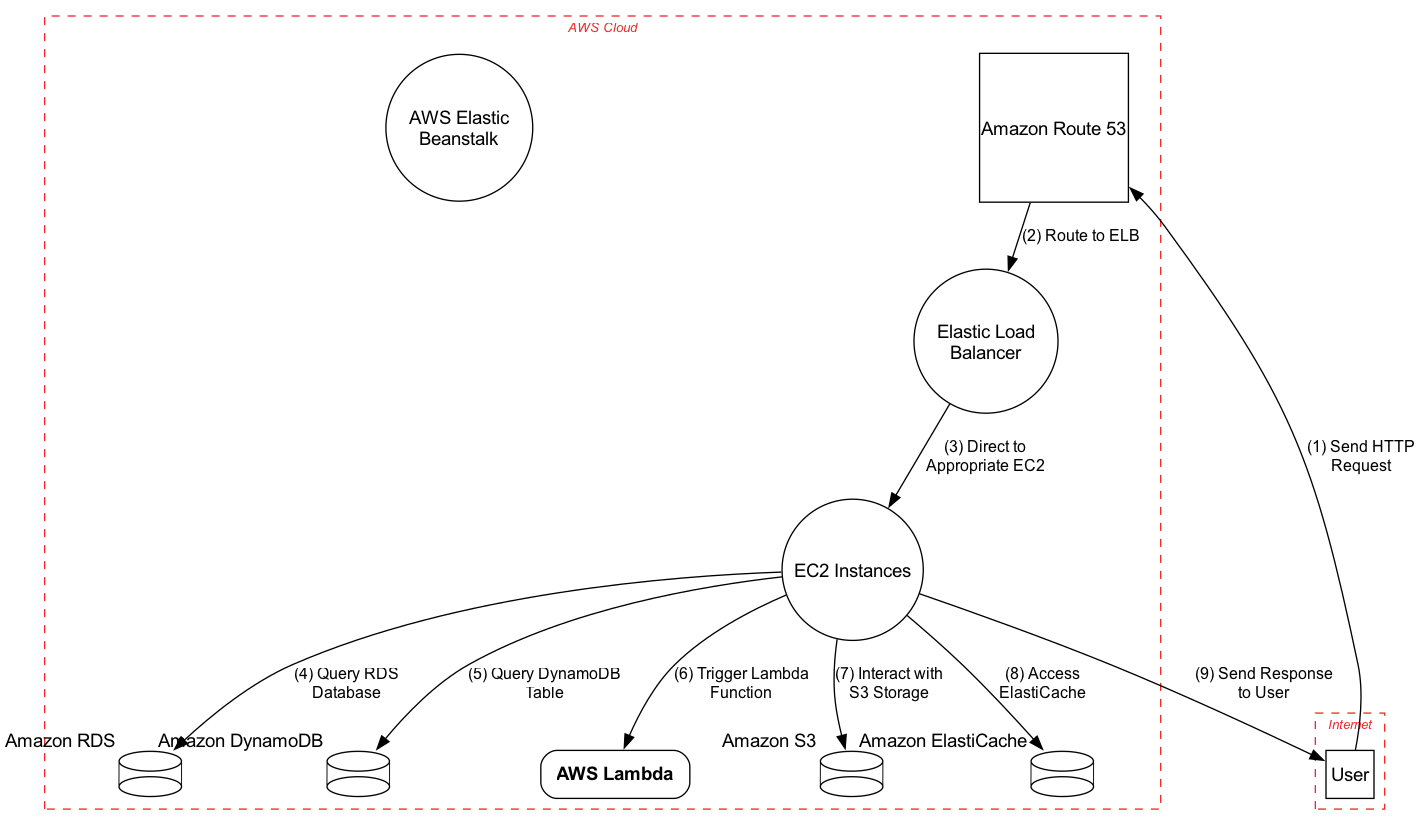 AWS Cloud
AWS Elastic
Beanstalk
Amazon Route 53
(2) Route to ELB
Elastic Load
Balancer
(3) Direct to
Appropriate EC2
(1) Send HTTP
Request
EC2 Instances
(4) Query RDS
Database
(5) Query DynamoDB
Table
(6) Trigger Lambda
Function
(7) Interact with
S3 Storage
(8) Access
ElastiCache
(9) Send Response
to User
Internet
Amazon RDS
Amazon DynamoDB
AWS Lambda
Amazon S3
Amazon ElastiCache
User